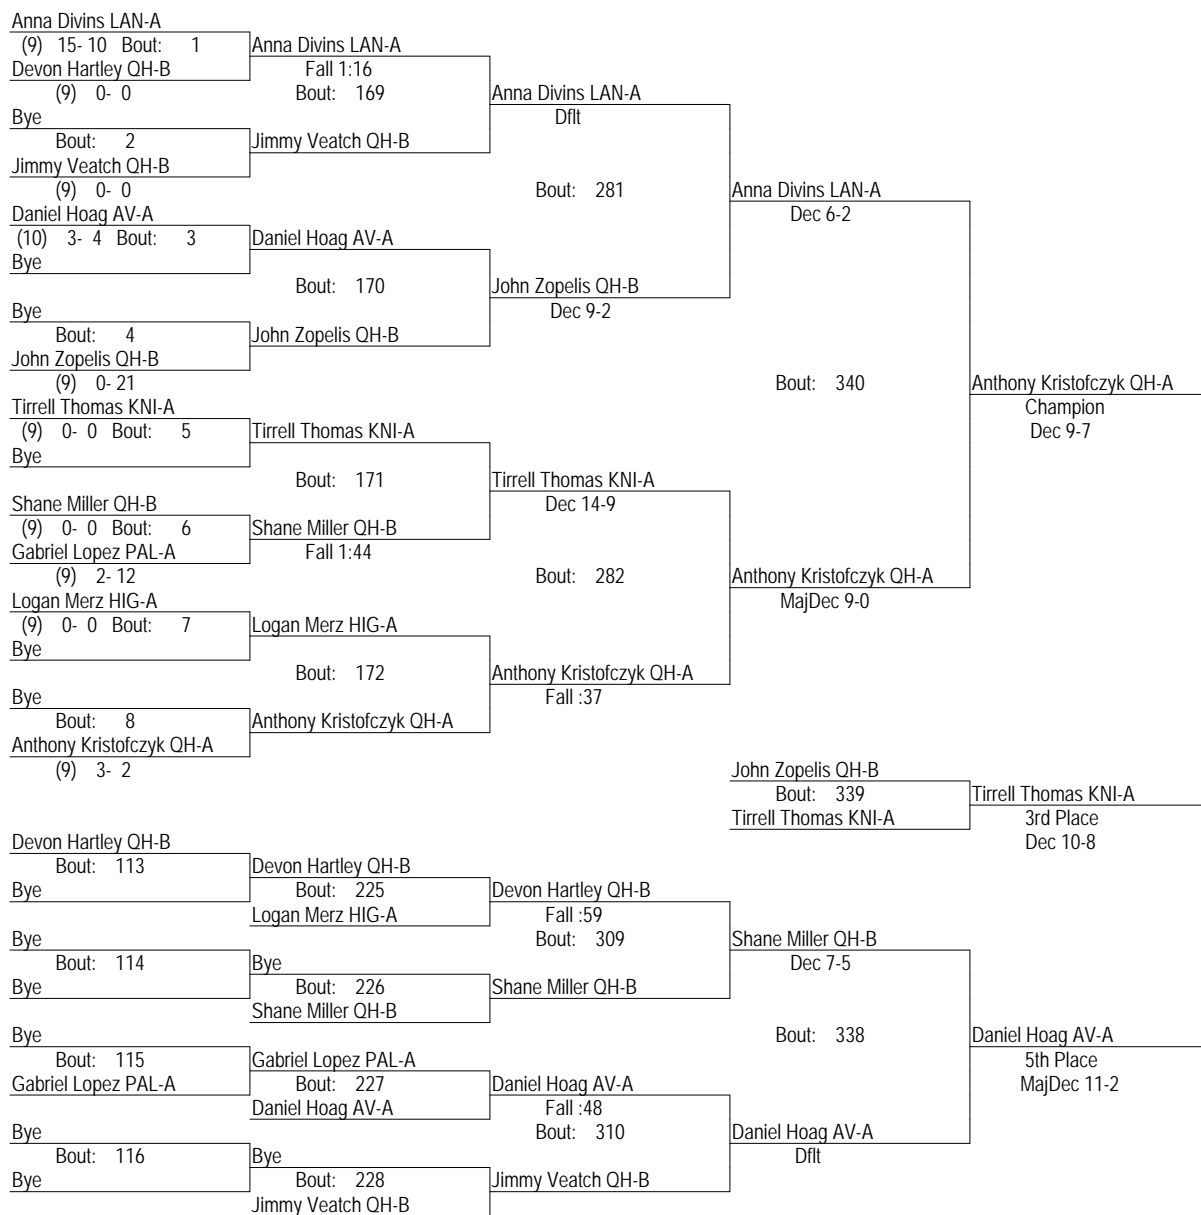 Anna Divins LAN-A
(9) 15- 10 Bout: 1 Anna Divins LAN-A
Devon Hartley QH-B Fall 1:16
(9) 0- 0 Bout: 169 Anna Divins LAN-A
Bye Dflt
Bout: 2 Jimmy Veatch QH-B
Jimmy Veatch QH-B
(9) 0- 0 Bout: 281 Anna Divins LAN-A
Daniel Hoag AV-A Dec 6-2
(10) 3- 4 Bout: 3 Daniel Hoag AV-A
Bye
Bout: 170 John Zopelis QH-B
Bye Dec 9-2
Bout: 4 John Zopelis QH-B
John Zopelis QH-B
(9) 0- 21 Bout: 340 Anthony Kristofczyk QH-A
Tirrell Thomas KNI-A Champion
(9) 0- 0 Bout: 5 Tirrell Thomas KNI-A Dec 9-7
Bye
Bout: 171 Tirrell Thomas KNI-A
Shane Miller QH-B Dec 14-9
(9) 0- 0 Bout: 6 Shane Miller QH-B
Gabriel Lopez PAL-A Fall 1:44
(9) 2- 12 Bout: 282 Anthony Kristofczyk QH-A
Logan Merz HIG-A MajDec 9-0
(9) 0- 0 Bout: 7 Logan Merz HIG-A
Bye
Bout: 172 Anthony Kristofczyk QH-A
Bye Fall :37
Bout: 8 Anthony Kristofczyk QH-A
Anthony Kristofczyk QH-A
(9) 3- 2 John Zopelis QH-B
Bout: 339 Tirrell Thomas KNI-A
Tirrell Thomas KNI-A 3rd Place
Devon Hartley QH-B Dec 10-8
Bout: 113 Devon Hartley QH-B
Bye Bout: 225 Devon Hartley QH-B
Logan Merz HIG-A Fall :59
Bye Bout: 309 Shane Miller QH-B
Bout: 114 Bye Dec 7-5
Bye Bout: 226 Shane Miller QH-B
Shane Miller QH-B
Bye Bout: 338 Daniel Hoag AV-A
Bout: 115 Gabriel Lopez PAL-A 5th Place
Gabriel Lopez PAL-A Bout: 227 Daniel Hoag AV-A MajDec 11-2
Daniel Hoag AV-A Fall :48
Bye Bout: 310 Daniel Hoag AV-A
Bout: 116 Bye Dflt
Bye Bout: 228 Jimmy Veatch QH-B
Jimmy Veatch QH-B